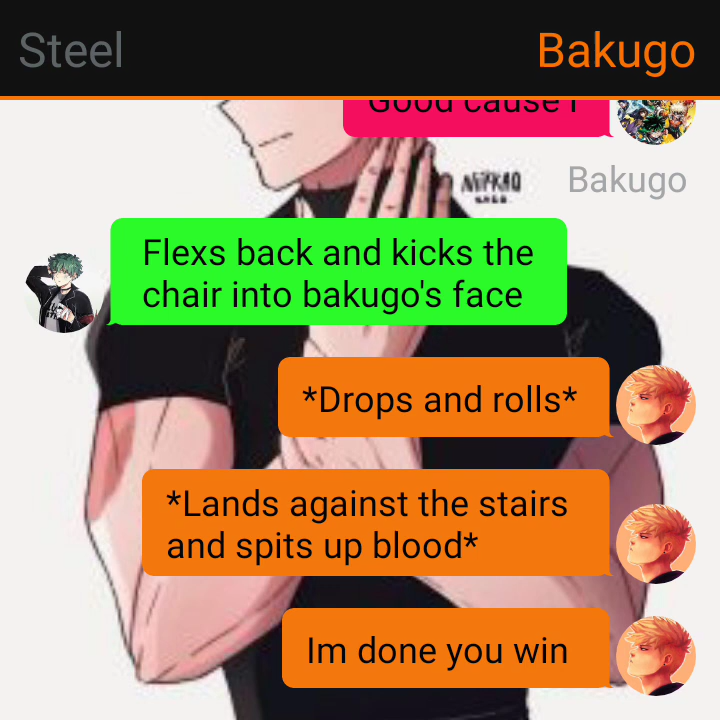 Steel
Bakugo
Good cause I
Bakugo
Flexs back and kicks the
chair into bakugo's face
*Drops and rolls*
*Lands against the stairs
and spits up blood*
Im done you win